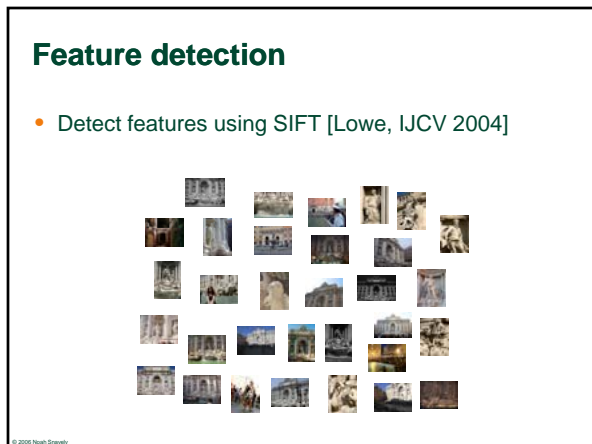 Feature detection
• Detect features using SIFT [Lowe, IJCV 2004]
© 2006 Noah Snavely